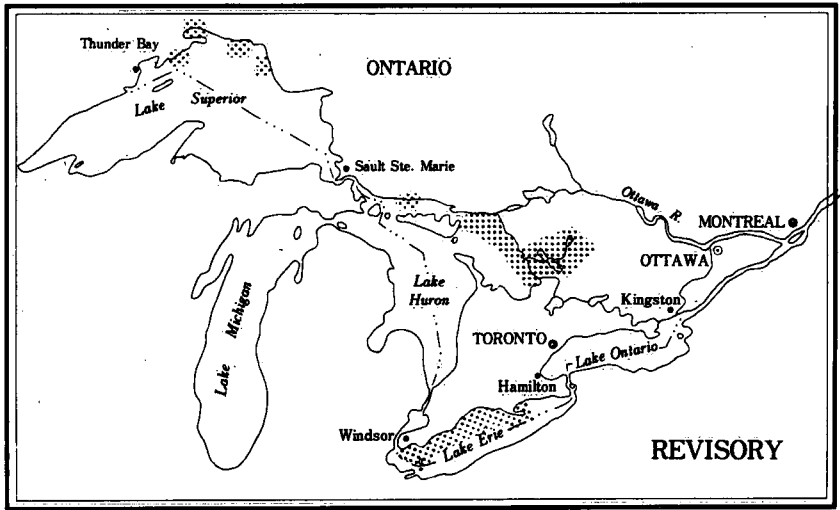 Thunder Bay
ONTARIO
Lake Superior
Sault Ste. Marie
Ottawa R.
MONTREAL
OTTAWA
Lake Huron
Kingston
Lake Michigan
TORONTO
Lake Ontario
Hamilton
Windsor
Lake Erie
REVISORY